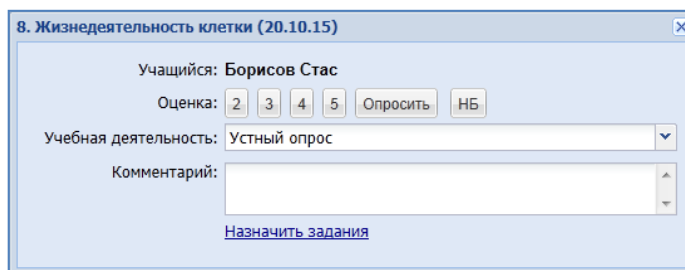 8. Жизнедеятельность клетки (20.10.15)
Учащийся: Борисов Стас
Оценка: 2 3 4 5 Опросить НБ
Учебная деятельность: Устный опрос
Комментарий:
Назначить задания